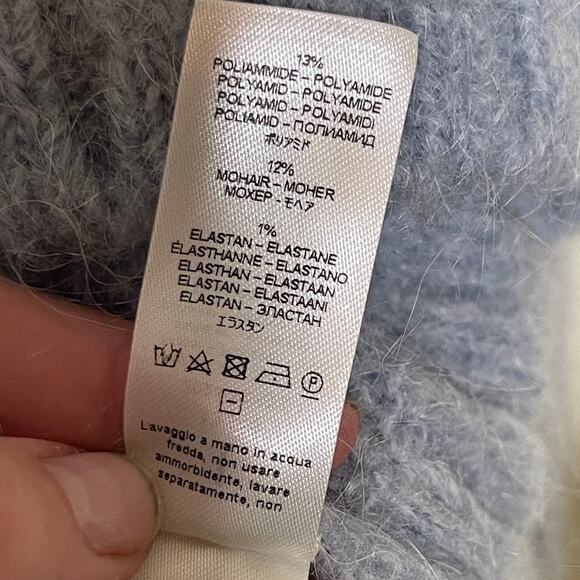 13%
POLIAMMIDE – POLYAMIDE
POLYAMID – POLYAMIDE
POLYAMID – POLYAMIDI
POLIAMID – ПОЛИАМИД
ポリアミド
12%
MOHAIR – MOHER
МОХЕР – モヘア
1%
ELASTAN – ELASTANE
ÉLASTHANNE – ELASTANO
ELASTHAN – ELASTAAN
ELASTAN – ELASTAANI
ELASTAN – ЭЛАСТАН
エラスタン
P
Lavaggio a mano in acqua
fredda, non usare
ammorbidente, lavare
separatamente, non